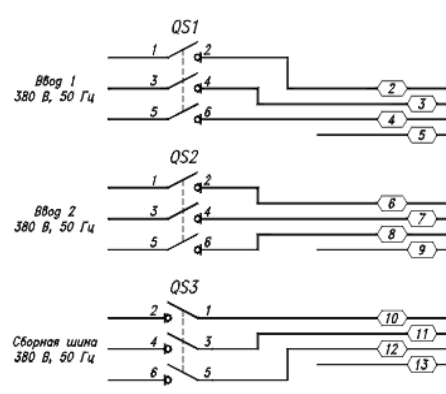 QS1
1 2
Ввод 1
380 В, 50 Гц
3 4
5 6
2
3
4
5
QS2
1 2
Ввод 2
380 В, 50 Гц
3 4
5 6
6
7
8
9
QS3
2 1
Сборная шина
380 В, 50 Гц
4 3
6 5
10
11
12
13